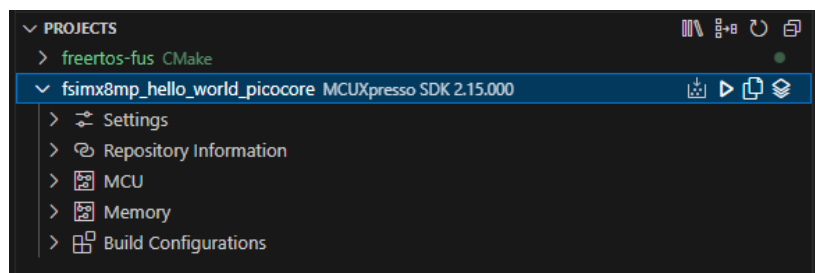 PROJECTS
freertos-fus CMake
fsimx8mp_hello_world_picocore MCUXpresso SDK 2.15.000
Settings
Repository Information
MCU
Memory
Build Configurations